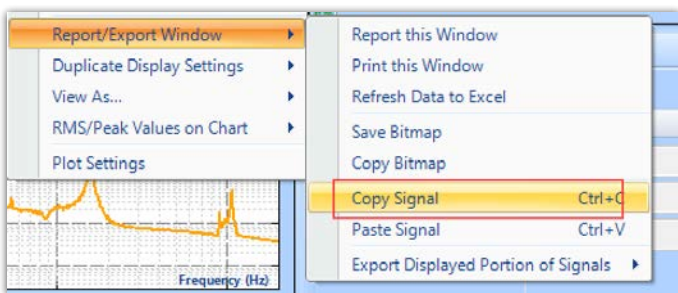 Report/Export Window
Duplicate Display Settings
View As...
RMS/Peak Values on Chart
Plot Settings
Frequency (Hz)
Report this Window
Print this Window
Refresh Data to Excel
Save Bitmap
Copy Bitmap
Copy Signal Ctrl+C
Paste Signal Ctrl+V
Export Displayed Portion of Signals